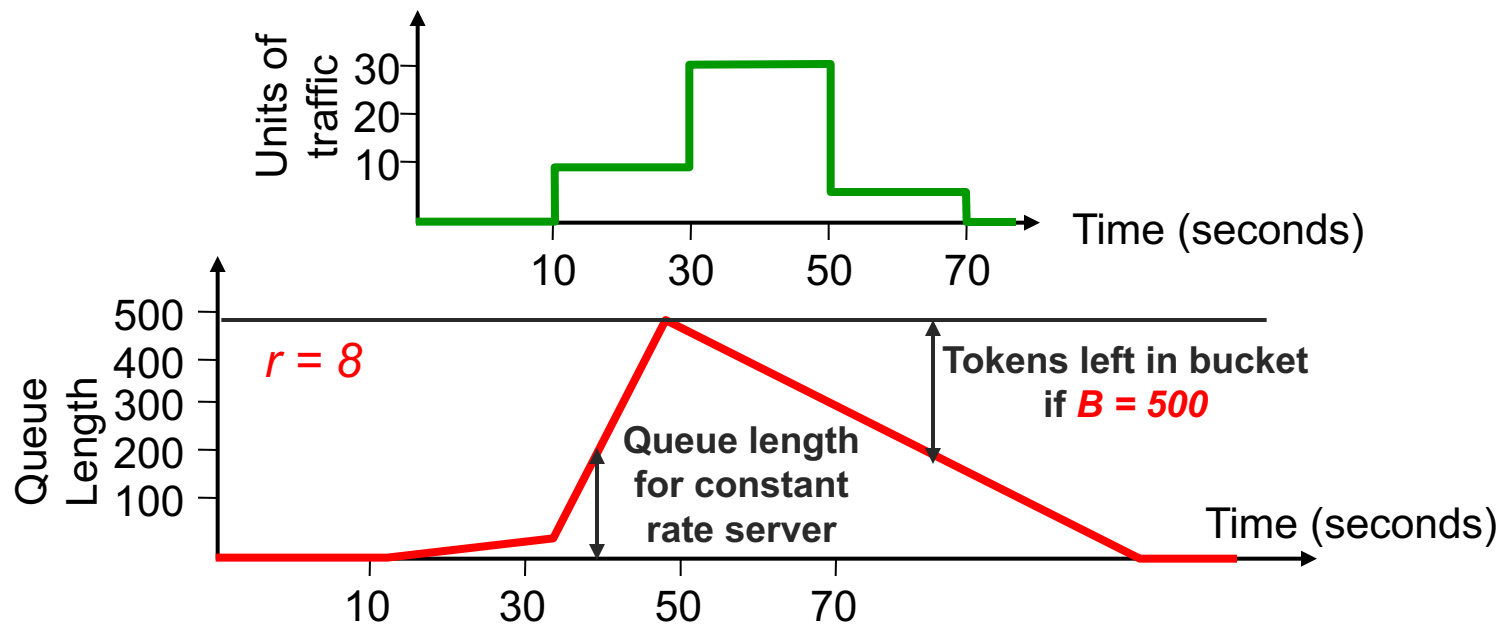 Units of
traffic
30
20
10
10
30
50
70
Time (seconds)
Queue
Length
500
400
300
200
100
r = 8
Tokens left in bucket
if B = 500
Queue length
for constant
rate server
Time (seconds)
10
30
50
70